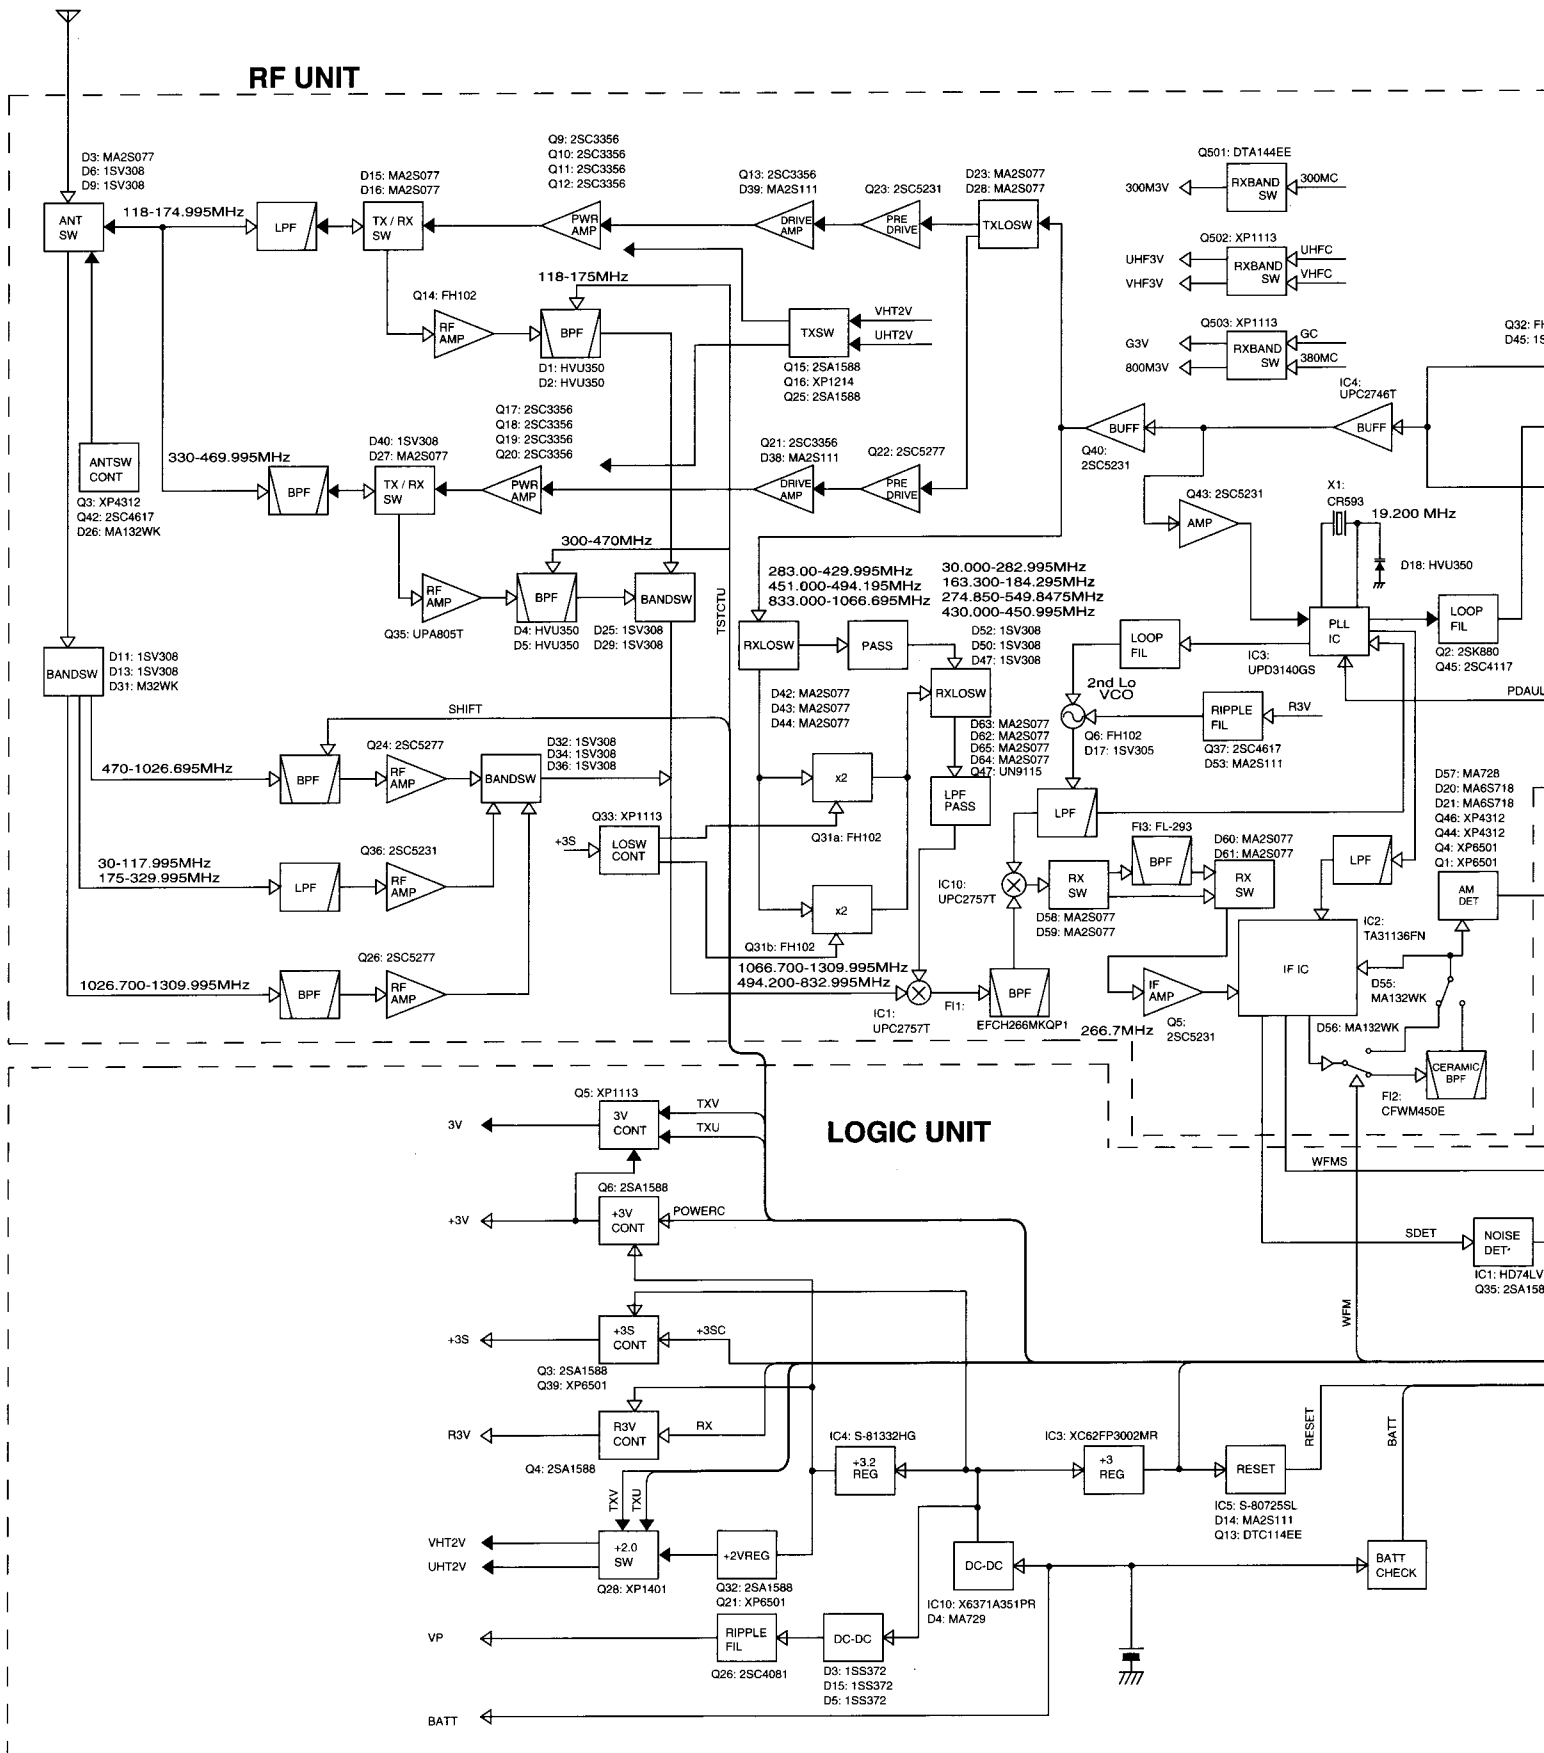 RF UNIT
D3: MA2S077
D6: 1SV308
D9: 1SV308
ANT
SW
118-174.995MHz
LPF
D15: MA2S077
D16: MA2S077
TX / RX
SW
Q9: 2SC3356
Q10: 2SC3356
Q11: 2SC3356
Q12: 2SC3356
PWR
AMP
Q13: 2SC3356
D39: MA2S111
DRIVE
AMP
Q23: 2SC5231
PRE
DRIVE
D23: MA2S077
D28: MA2S077
TXLOSW
Q501: DTA144EE
300M3V
RXBAND
SW
300MC
Q502: XP1113
UHF3V
VHF3V
RXBAND
SW
UHFC
VHFC
Q503: XP1113
G3V
800M3V
RXBAND
SW
GC
380MC
Q14: FH102
RF
AMP
118-175MHz
BPF
D1: HVU350
D2: HVU350
TXSW
VHT2V
UHT2V
Q15: 2SA1588
Q16: XP1214
Q25: 2SA1588
IC4:
UPC2746T
BUFF
Q32: FH
D45: 1S
BUFF
Q40:
2SC5231
ANTSW
CONT
Q3: XP4312
Q42: 2SC4617
D26: MA132WK
330-469.995MHz
BPF
D40: 1SV308
D27: MA2S077
TX / RX
SW
Q17: 2SC3356
Q18: 2SC3356
Q19: 2SC3356
Q20: 2SC3356
PWR
AMP
Q21: 2SC3356
D38: MA2S111
DRIVE
AMP
Q22: 2SC5277
PRE
DRIVE
Q43: 2SC5231
AMP
X1:
CR593
19.200 MHz
D18: HVU350
300-470MHz
RF
AMP
Q35: UPA805T
BPF
D4: HVU350
D5: HVU350
BANDSW
D25: 1SV308
D29: 1SV308
TSTCTU
283.00-429.995MHz
451.000-494.195MHz
833.000-1066.695MHz
30.000-282.995MHz
163.300-184.295MHz
274.850-549.8475MHz
430.000-450.995MHz
RXLOSW
PASS
D52: 1SV308
D50: 1SV308
D47: 1SV308
RXLOSW
D42: MA2S077
D43: MA2S077
D44: MA2S077
LOOP
FIL
PLL
IC
IC3:
UPD3140GS
LOOP
FIL
Q2: 2SK880
Q45: 2SC4117
PDAUL
2nd Lo
VCO
Q6: FH102
D17: 1SV305
RIPPLE
FIL
R3V
Q37: 2SC4617
D53: MA2S111
BANDSW
D11: 1SV308
D13: 1SV308
D31: M32WK
SHIFT
470-1026.695MHz
BPF
Q24: 2SC5277
RF
AMP
BANDSW
D32: 1SV308
D34: 1SV308
D36: 1SV308
x2
Q31a: FH102
D63: MA2S077
D62: MA2S077
D65: MA2S077
D64: MA2S077
Q47: UN9115
LPF
PASS
LPF
D57: MA728
D20: MA6S718
D21: MA6S718
Q46: XP4312
Q44: XP4312
Q4: XP6501
Q1: XP6501
AM
DET
LPF
30-117.995MHz
175-329.995MHz
LPF
Q36: 2SC5231
RF
AMP
+3S
Q33: XP1113
LOSW
CONT
x2
Q31b: FH102
IC10:
UPC2757T
RX
SW
D58: MA2S077
D59: MA2S077
FI3: FL-293
BPF
D60: MA2S077
D61: MA2S077
RX
SW
IC2:
TA31136FN
IF IC
1026.700-1309.995MHz
BPF
Q26: 2SC5277
RF
AMP
1066.700-1309.995MHz
494.200-832.995MHz
IC1:
UPC2757T
FI1:
BPF
EFCH266MKQP1
266.7MHz
IF
AMP
Q5:
2SC5231
D55:
MA132WK
D56: MA132WK
CERAMIC
BPF
FI2:
CFWM450E
LOGIC UNIT
3V
Q5: XP1113
3V
CONT
TXV
TXU
Q6: 2SA1588
+3V
+3V
CONT
POWERC
WFMS
SDET
NOISE
DET
IC1: HD74LV
Q35: 2SA158
WFM
+3S
+3S
CONT
+3SC
Q3: 2SA1588
Q39: XP6501
R3V
R3V
CONT
RX
Q4: 2SA1588
IC4: S-81332HG
+3.2
REG
IC3: XC62FP3002MR
+3
REG
RESET
RESET
BATT
IC5: S-80725SL
D14: MA2S111
Q13: DTC114EE
TXV
TXU
VHT2V
UHT2V
+2.0
SW
Q28: XP1401
+2VREG
Q32: 2SA1588
Q21: XP6501
DC-DC
IC10: X6371A351PR
D4: MA729
BATT
CHECK
VP
RIPPLE
FIL
Q26: 2SC4081
DC-DC
D3: 1SS372
D15: 1SS372
D5: 1SS372
BATT